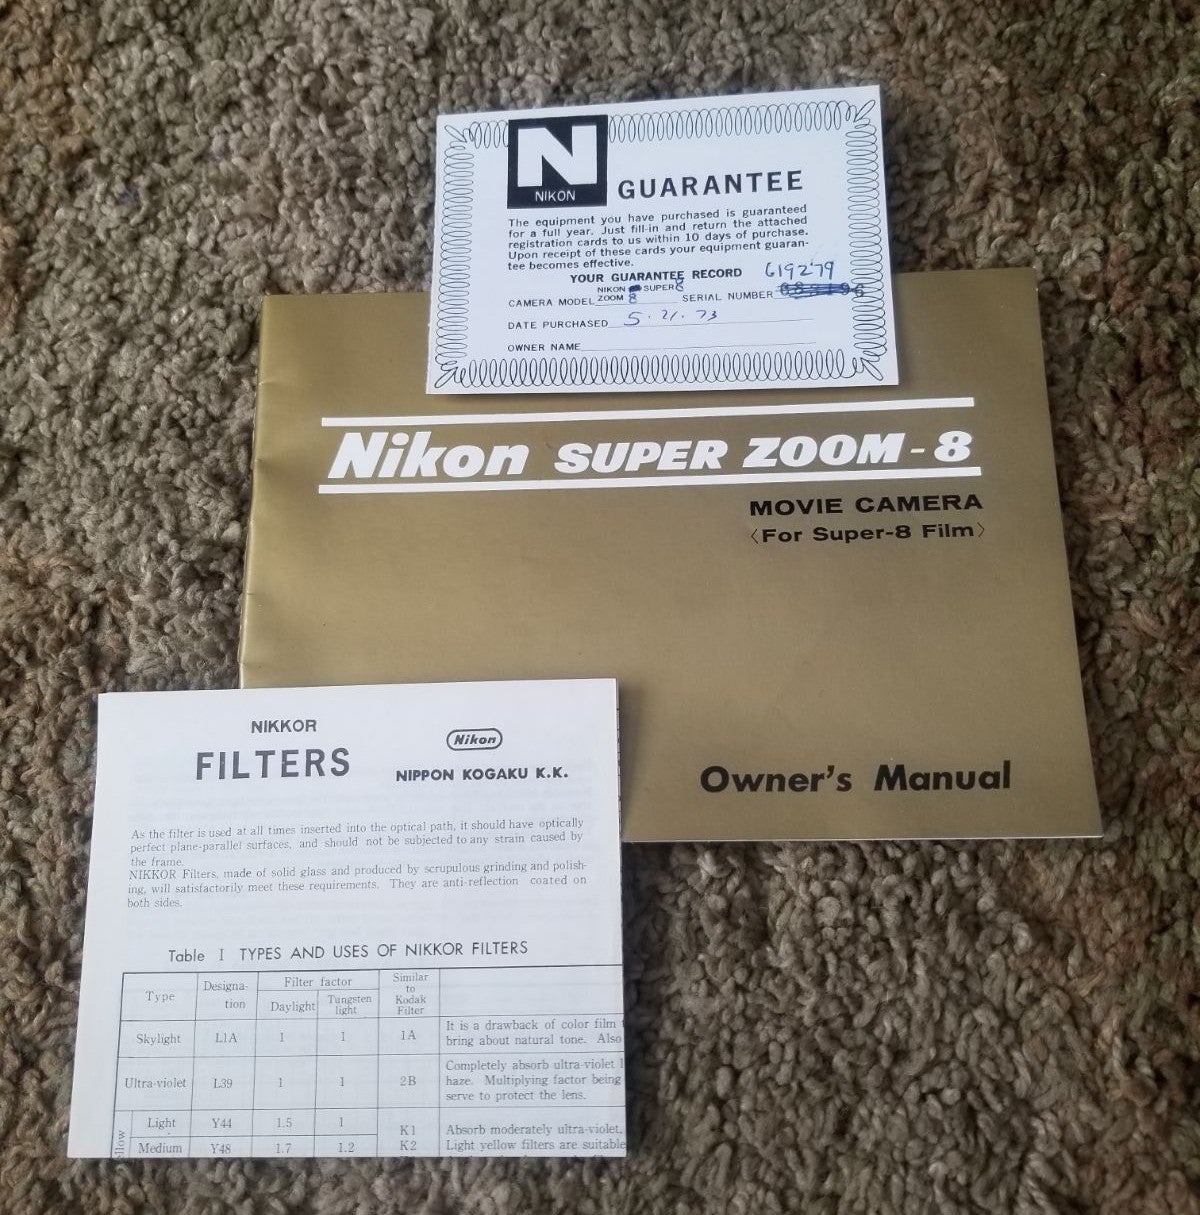 N
NIKON
GUARANTEE
The equipment you have purchased is guaranteed
for a full year. Just fill-in and return the attached
registration cards to us within 10 days of purchase.
Upon receipt of these cards your equipment guaran-
tee becomes effective.
YOUR GUARANTEE RECORD 619279
NIKON SUPER 8
CAMERA MODEL ZOOM 8 SERIAL NUMBER
DATE PURCHASED 5. 21. 73
OWNER NAME
Nikon SUPER ZOOM-8
MOVIE CAMERA
〈For Super-8 Film〉
Owner's Manual
NIKKOR
FILTERS
Nikon
NIPPON KOGAKU K.K.
As the filter is used at all times inserted into the optical path, it should have optically
perfect plane-parallel surfaces, and should not be subjected to any strain caused by
the frame.
NIKKOR Filters, made of solid glass and produced by scrupulous grinding and polish-
ing, will satisfactorily meet these requirements. They are anti-reflection coated on
both sides.
Table I TYPES AND USES OF NIKKOR FILTERS
Type Designa-tion Filter factor Daylight Tungsten light Similar to Kodak Filter
Skylight L1A 1 1 1A It is a drawback of color film
bring about natural tone. Also
Ultra-violet L39 1 1 2B Completely absorb ultra-violet
haze. Multiplying factor being
serve to protect the lens.
Light Y44 1.5 1 K1 Absorb moderately ultra-violet,
Medium Y48 1.7 1.2 K2 Light yellow filters are suitable